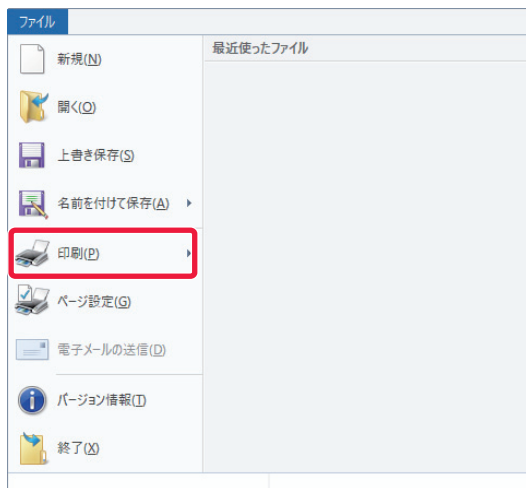 ファイル
最近使ったファイル
新規(N)
開く(O)
上書き保存(S)
名前を付けて保存(A)
印刷(P)
ページ設定(G)
電子メールの送信(D)
バージョン情報(T)
終了(X)